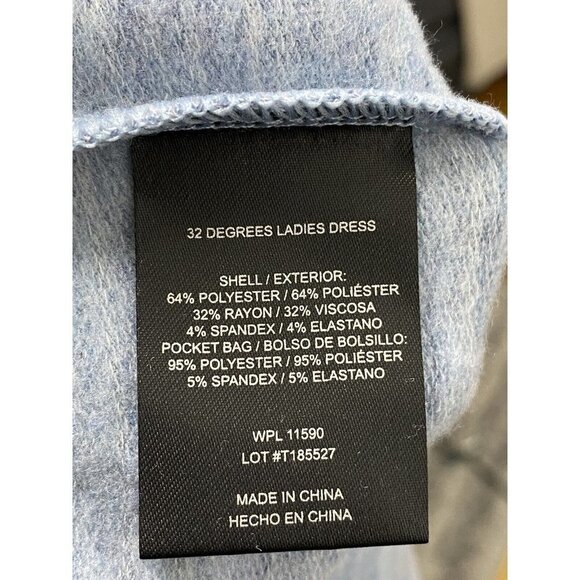 32 DEGREES LADIES DRESS
SHELL / EXTERIOR:
64% POLYESTER / 64% POLIÉSTER
32% RAYON / 32% VISCOSA
4% SPANDEX / 4% ELASTANO
POCKET BAG / BOLSO DE BOLSILLO:
95% POLYESTER / 95% POLIÉSTER
5% SPANDEX / 5% ELASTANO
WPL 11590
LOT #T185527
MADE IN CHINA
HECHO EN CHINA